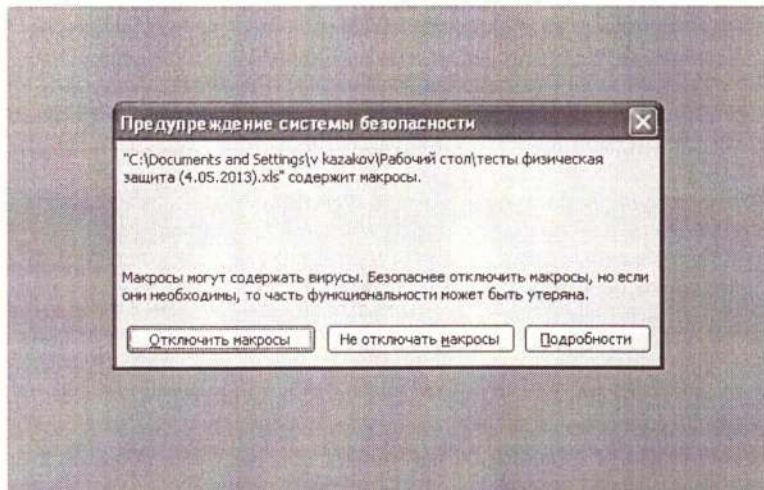 Предупреждение системы безопасности
"C:\Documents and Settings\v kazakov\Рабочий стол\тесты физическая
защита (4.05.2013).xls" содержит макросы.
Макросы могут содержать вирусы. Безопаснее отключить макросы, но если
они необходимы, то часть функциональности может быть утеряна.
Отключить макросы
Не отключать макросы
Подробности